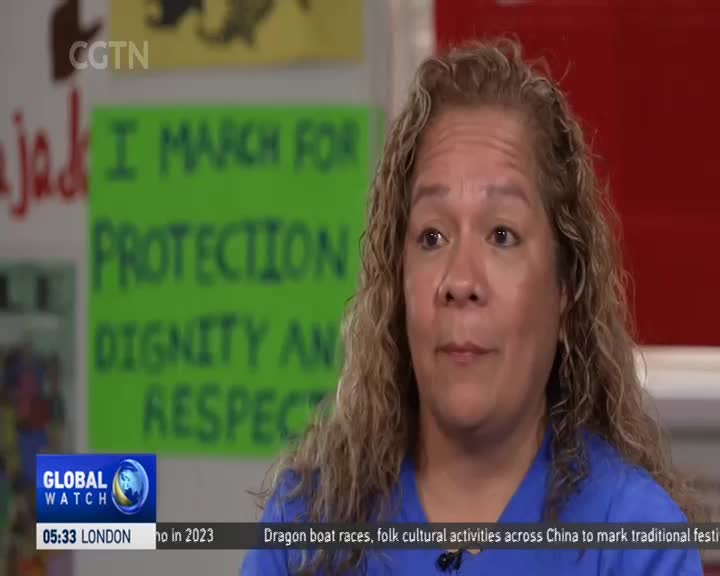 CGTN
I MARCH FOR
PROTECTION
DIGNITY AN
RESPEC
GLOBAL
WATCH
05:33 LONDON
ho in 2023
Dragon boat races, folk cultural activities across China to mark traditional festi